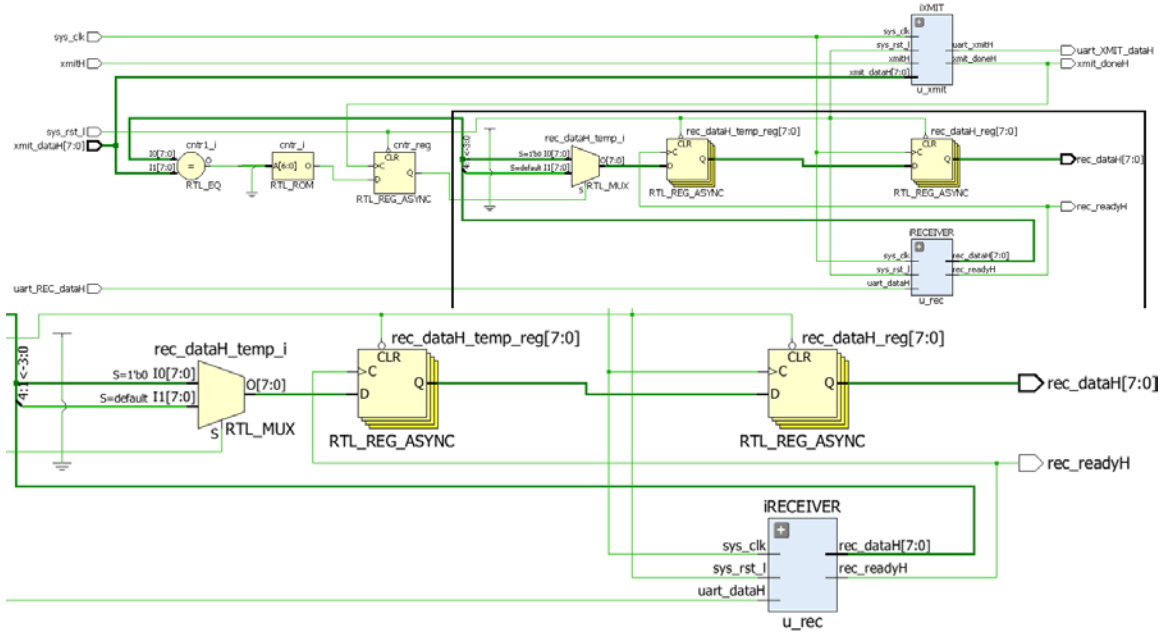 iXMIT
sys_clk
sys_clk
sys_rst_l
uart_xmitH
uart_XMIT_dataH
xmitH
xmitH
xmit_doneH
xmit_doneH
xmit_dataH[7:0]
u_xmit
sys_rst_l
xmit_dataH[7:0]
cntr1_i
I0[7:0]
I1[7:0]
=
O
RTL_EQ
cntr_i
A[6:0]
O
RTL_ROM
cntr_reg
CLR
C
D
Q
RTL_REG_ASYNC
rec_dataH_temp_i
S=1'b0 I0[7:0]
S=default I1[7:0]
O[7:0]
S
RTL_MUX
rec_dataH_temp_reg[7:0]
CLR
C
D
Q
RTL_REG_ASYNC
rec_dataH_reg[7:0]
CLR
C
D
Q
RTL_REG_ASYNC
rec_dataH[7:0]
rec_readyH
iRECEIVER
sys_clk
rec_dataH[7:0]
sys_rst_l
rec_readyH
uart_dataH
u_rec
uart_REC_dataH
4:1 <-3:0
rec_dataH_temp_i
S=1'b0 I0[7:0]
S=default I1[7:0]
O[7:0]
S
RTL_MUX
rec_dataH_temp_reg[7:0]
CLR
C
D
Q
RTL_REG_ASYNC
rec_dataH_reg[7:0]
CLR
C
D
Q
RTL_REG_ASYNC
rec_dataH[7:0]
rec_readyH
iRECEIVER
sys_clk
rec_dataH[7:0]
sys_rst_l
rec_readyH
uart_dataH
u_rec